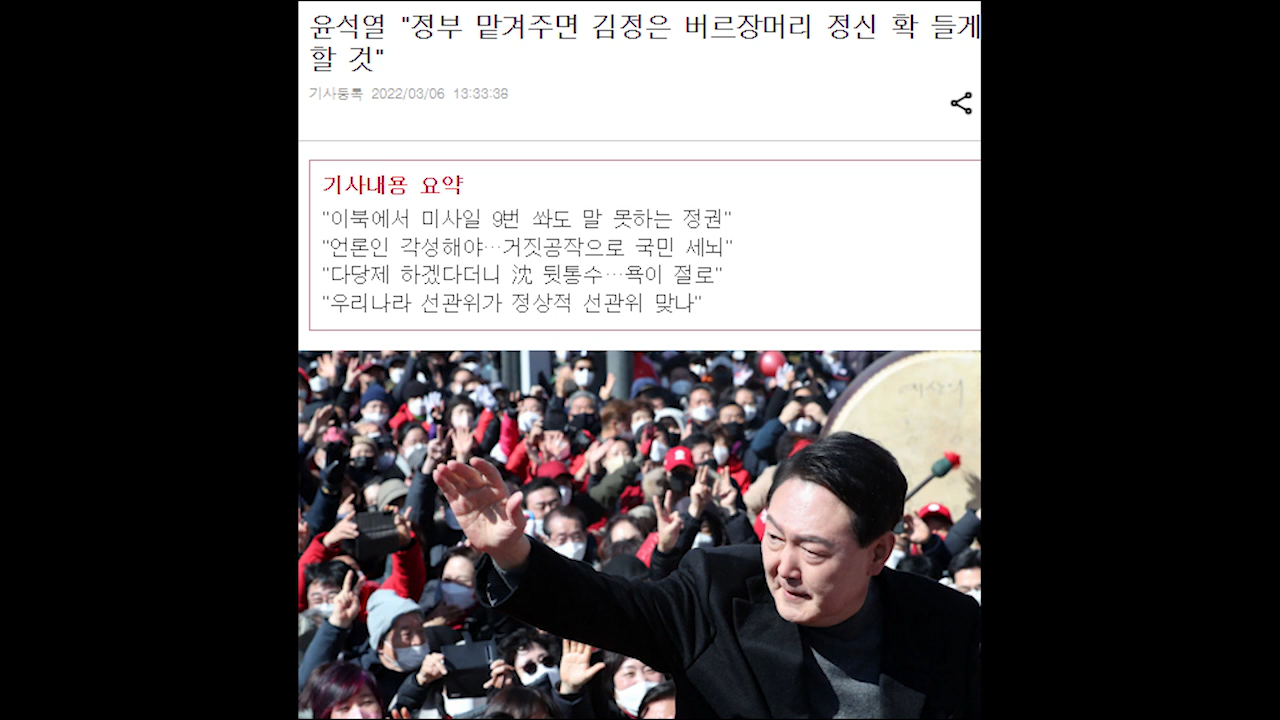 윤석열 "정부 맡겨주면 김정은 버르장머리 정신 확 들게
할 것"
기사등록 2022/03/06 13:33:36
기사내용 요약
"이북에서 미사일 9번 쏴도 말 못하는 정권"
"언론인 각성해야…거짓공작으로 국민 세뇌"
"다당제 하겠다더니 沈 뒷통수…욕이 절로"
"우리나라 선관위가 정상적 선관위 맞나"